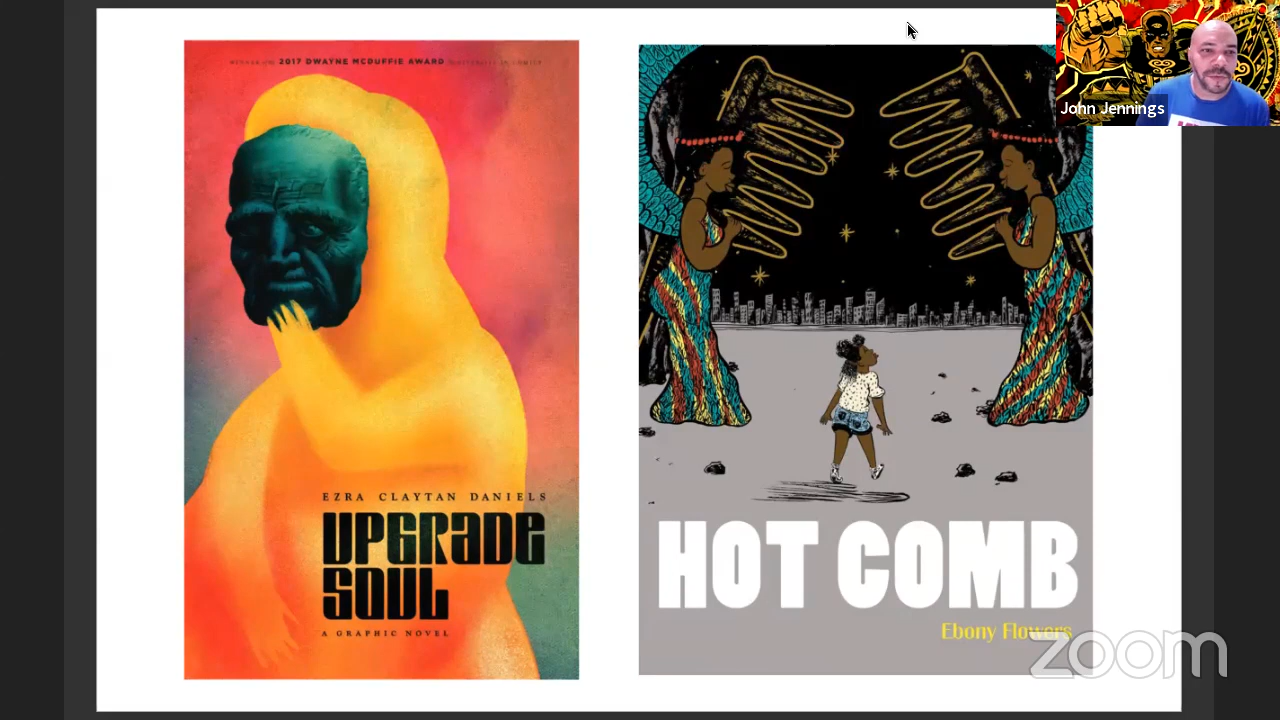 2017 DWAYNE MCDUFFIE AWARD
EZRA CLAYTAN DANIELS
UPGRADE
SOUL
A GRAPHIC NOVEL
HOT COMB
Ebony Flowers
John Jennings
zoom